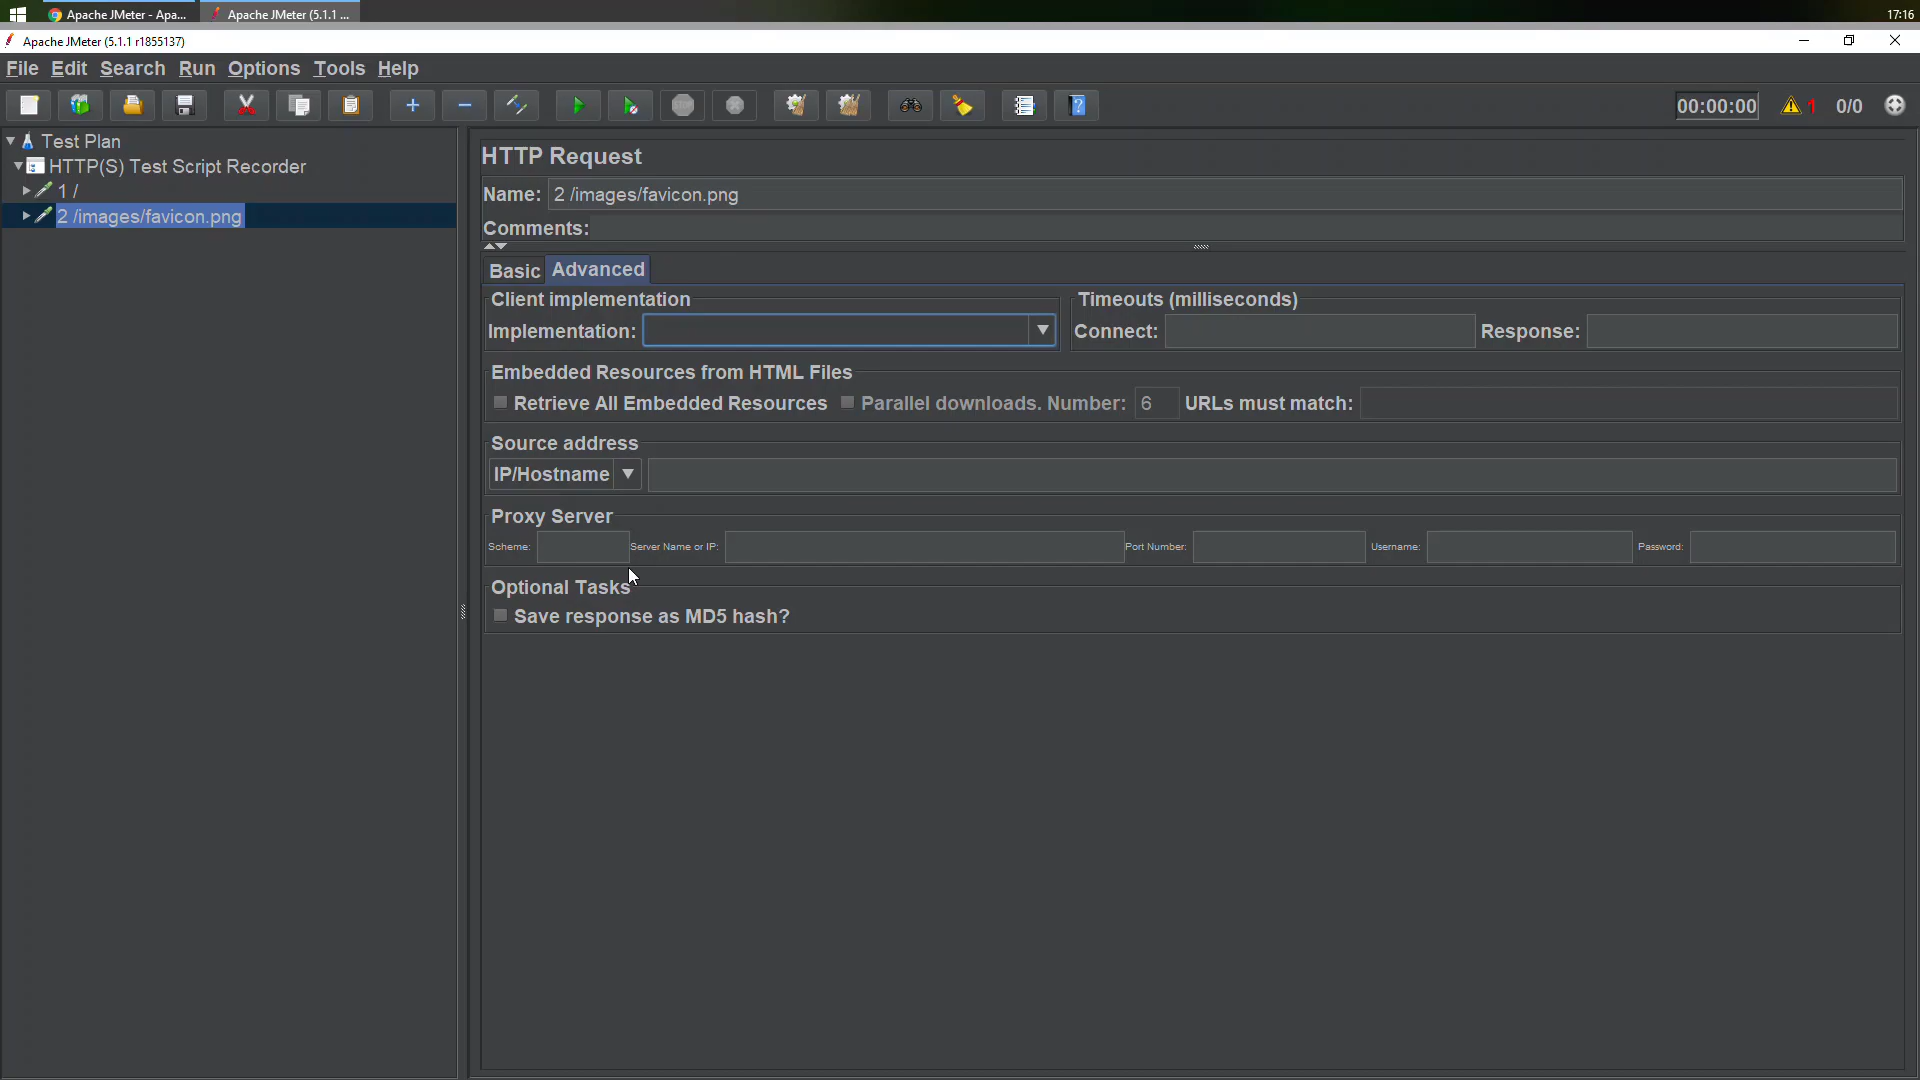 Apache JMeter - Apa...
Apache JMeter (5.1.1 ...
17:16
Apache JMeter (5.1.1 r1855137)
File Edit Search Run Options Tools Help
00:00:00 1 0/0
Test Plan
HTTP(S) Test Script Recorder
1 /
2 /images/favicon.png
HTTP Request
Name: 2 /images/favicon.png
Comments:
Basic Advanced
Client implementation
Implementation:
Timeouts (milliseconds)
Connect: Response:
Embedded Resources from HTML Files
Retrieve All Embedded Resources Parallel downloads. Number: 6 URLs must match:
Source address
IP/Hostname
Proxy Server
Scheme: Server Name or IP: Port Number: Username: Password:
Optional Tasks
Save response as MD5 hash?